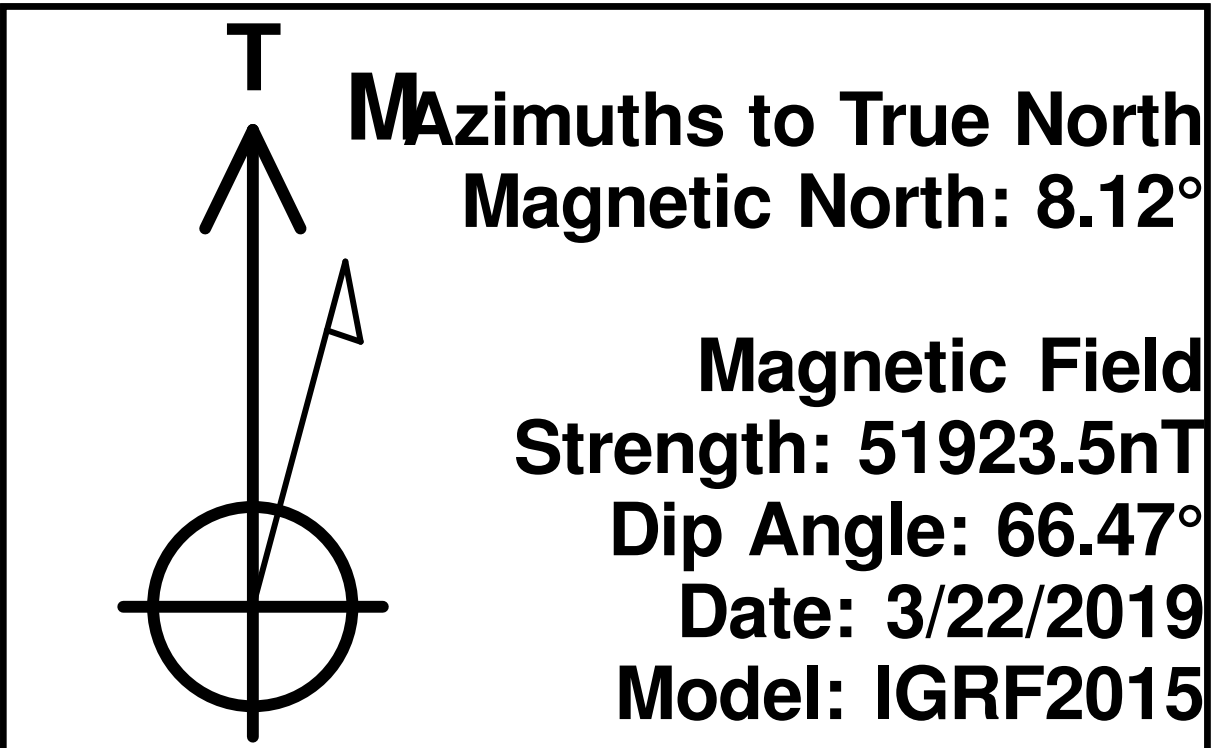 T
M
Azimuths to True North
Magnetic North: 8.12°
Magnetic Field
Strength: 51923.5nT
Dip Angle: 66.47°
Date: 3/22/2019
Model: IGRF2015